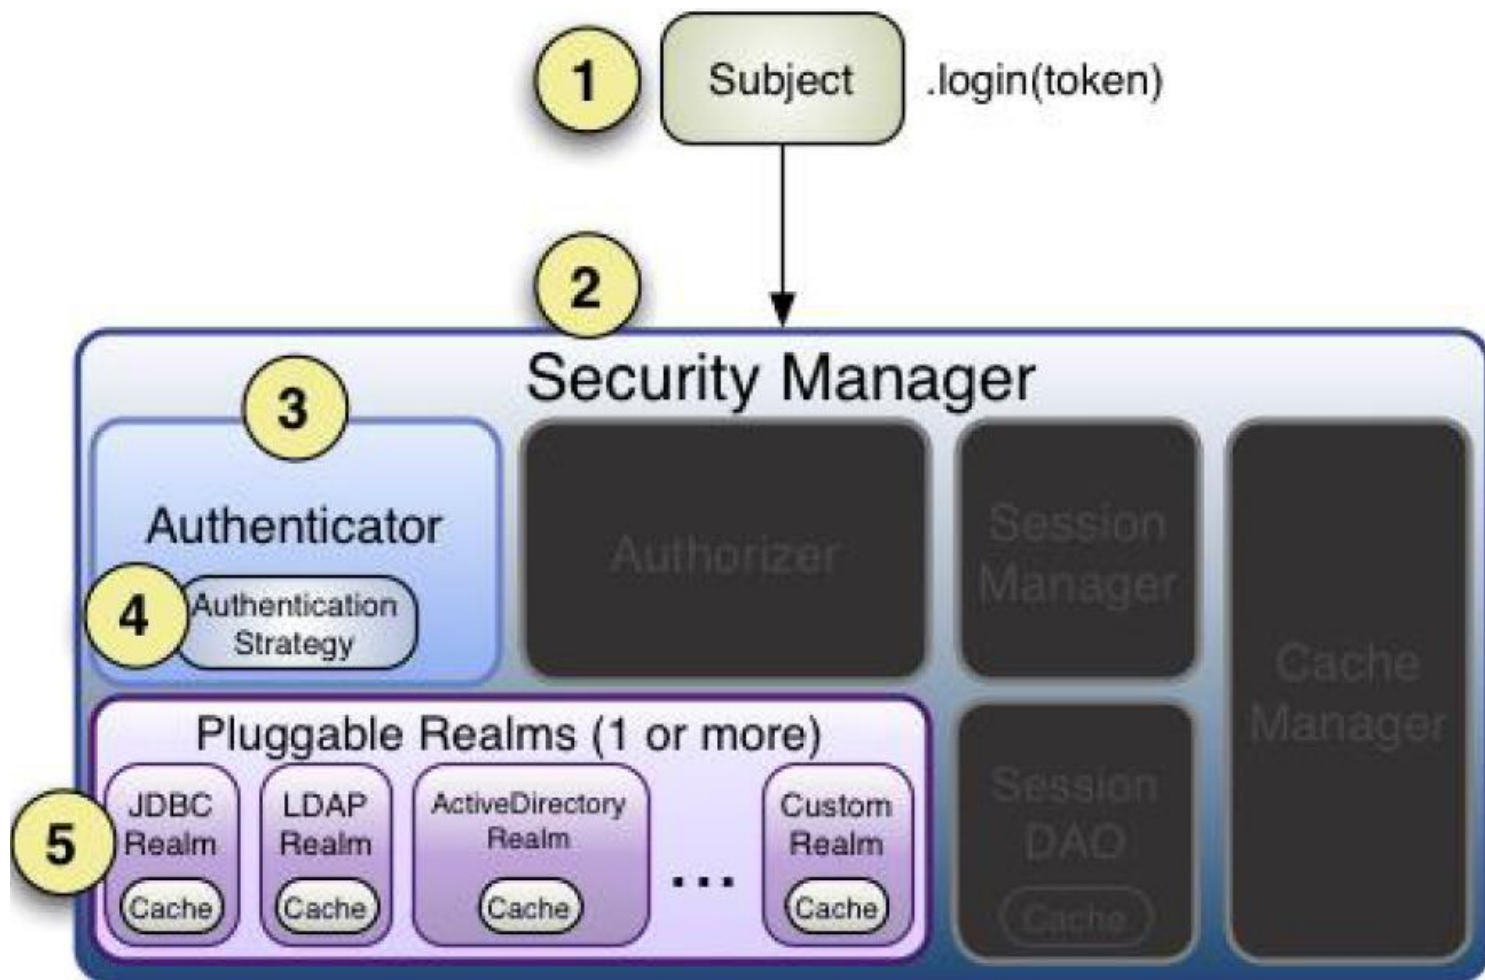 1
Subject
.login(token)
2
Security Manager
3
Authenticator
4
Authentication
Strategy
Authorizer
Session
Manager
Cache
Manager
Pluggable Realms (1 or more)
5
JDBC
Realm
Cache
LDAP
Realm
Cache
ActiveDirectory
Realm
Cache
...
Custom
Realm
Cache
Session
DAO
Cache